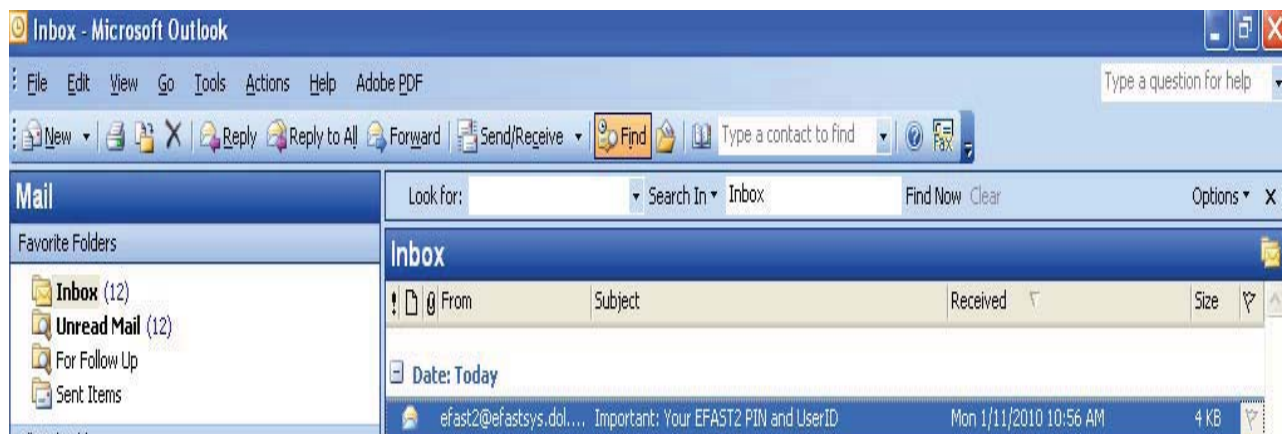 Inbox - Microsoft Outlook
File Edit View Go Tools Actions Help Adobe PDF Type a question for help
New Reply Reply to All Forward Send/Receive Find Type a contact to find Fax
Mail Look for: Search In Inbox Find Now Clear Options x
Favorite Folders Inbox
Inbox (12) From Subject Received Size
Unread Mail (12)
For Follow Up Date: Today
Sent Items
efast2@efastsys.dol.... Important: Your EFAST2 PIN and UserID Mon 1/11/2010 10:56 AM 4 KB